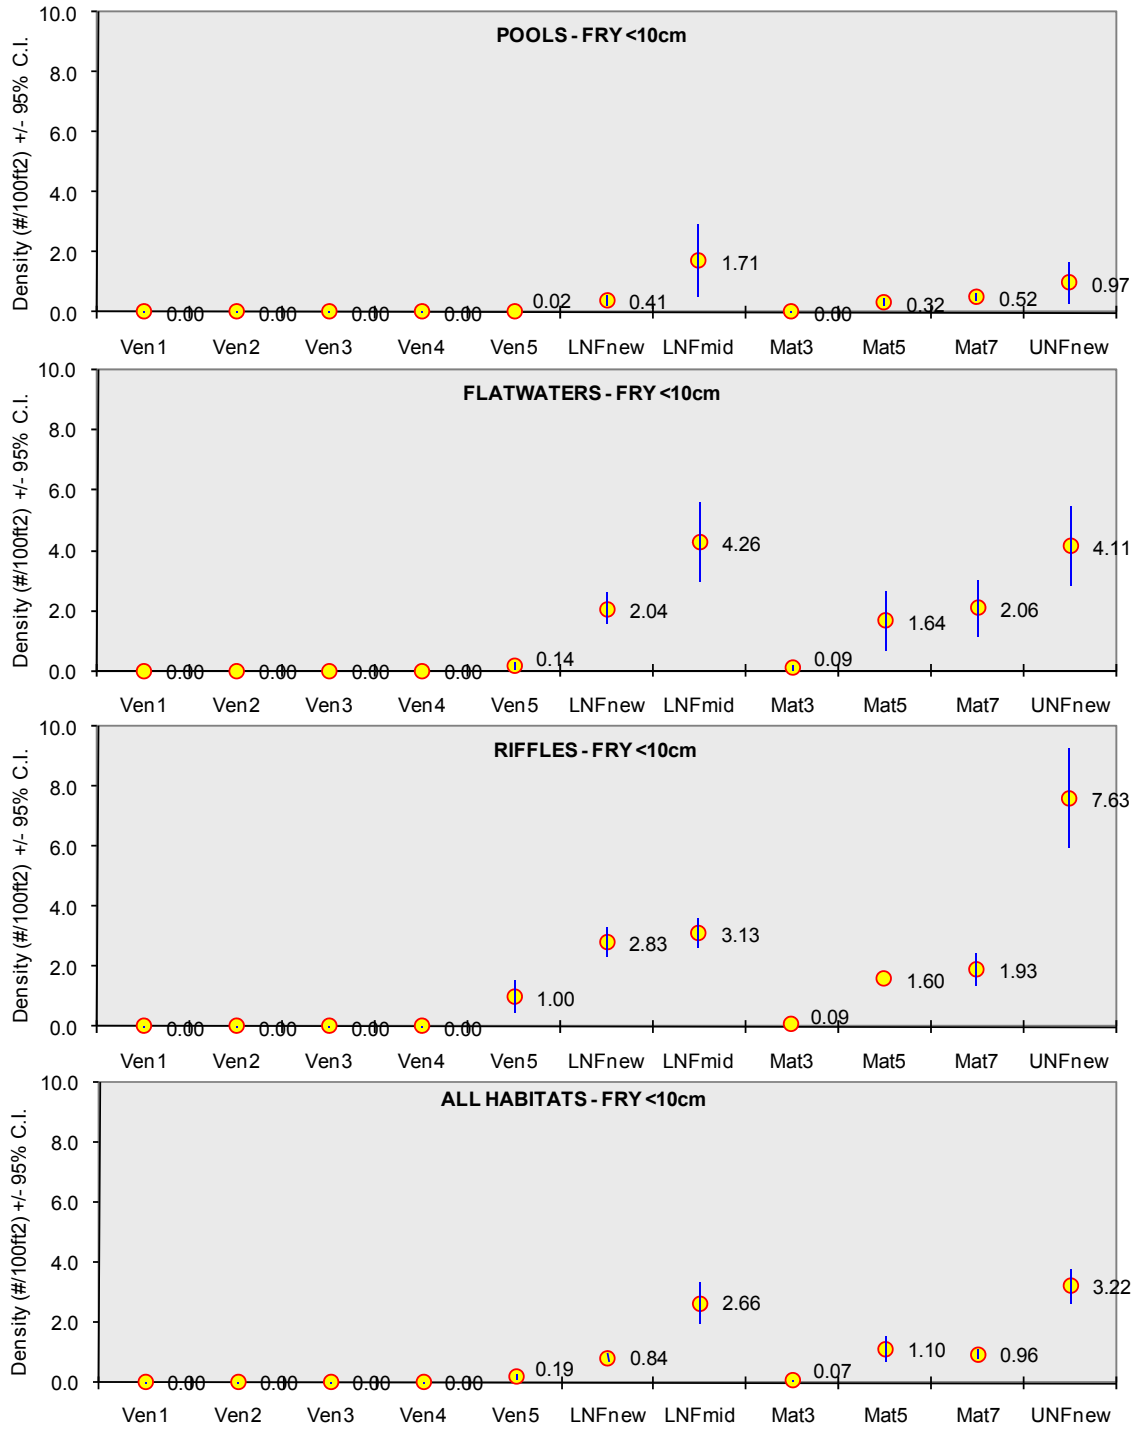 POOLS - FRY <10cm
Density (#/100ft2) +/- 95% C.I.
10.0
8.0
6.0
4.0
2.0
0.0
0.00 0.00 0.00 0.00 0.02 0.41 1.71 0.00 0.32 0.52 0.97
Ven1 Ven2 Ven3 Ven4 Ven5 LNFnew LNFmid Mat3 Mat5 Mat7 UNFnew
FLATWATERS - FRY <10cm
Density (#/100ft2) +/- 95% C.I.
10.0
8.0
6.0
4.0
2.0
0.0
0.00 0.00 0.00 0.00 0.14 2.04 4.26 0.09 1.64 2.06 4.11
Ven1 Ven2 Ven3 Ven4 Ven5 LNFnew LNFmid Mat3 Mat5 Mat7 UNFnew
RIFFLES - FRY <10cm
Density (#/100ft2) +/- 95% C.I.
10.0
8.0
6.0
4.0
2.0
0.0
0.00 0.00 0.00 0.00 1.00 2.83 3.13 0.09 1.60 1.93 7.63
Ven1 Ven2 Ven3 Ven4 Ven5 LNFnew LNFmid Mat3 Mat5 Mat7 UNFnew
ALL HABITATS - FRY <10cm
Density (#/100ft2) +/- 95% C.I.
10.0
8.0
6.0
4.0
2.0
0.0
0.00 0.00 0.00 0.00 0.19 0.84 2.66 0.07 1.10 0.96 3.22
Ven1 Ven2 Ven3 Ven4 Ven5 LNFnew LNFmid Mat3 Mat5 Mat7 UNFnew